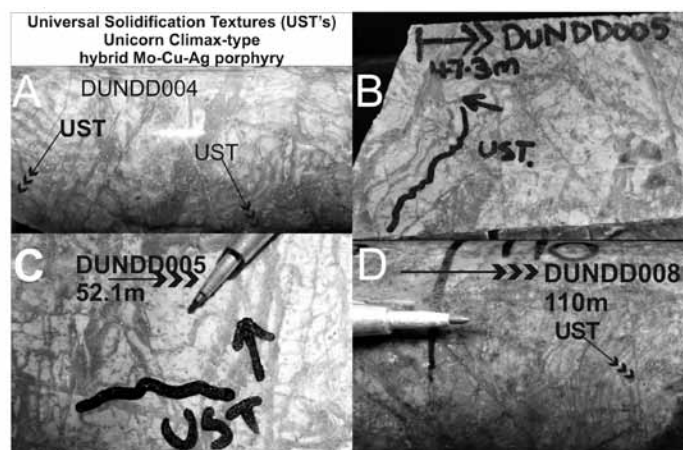 Universal Solidification Textures (UST's)
Unicorn Climax-type
hybrid Mo-Cu-Ag porphyry
A
DUNDD004
UST
UST
B
DUNDD005
47.3m
UST.
C
DUNDD005
52.1m
UST
D
DUNDD008
110m
UST